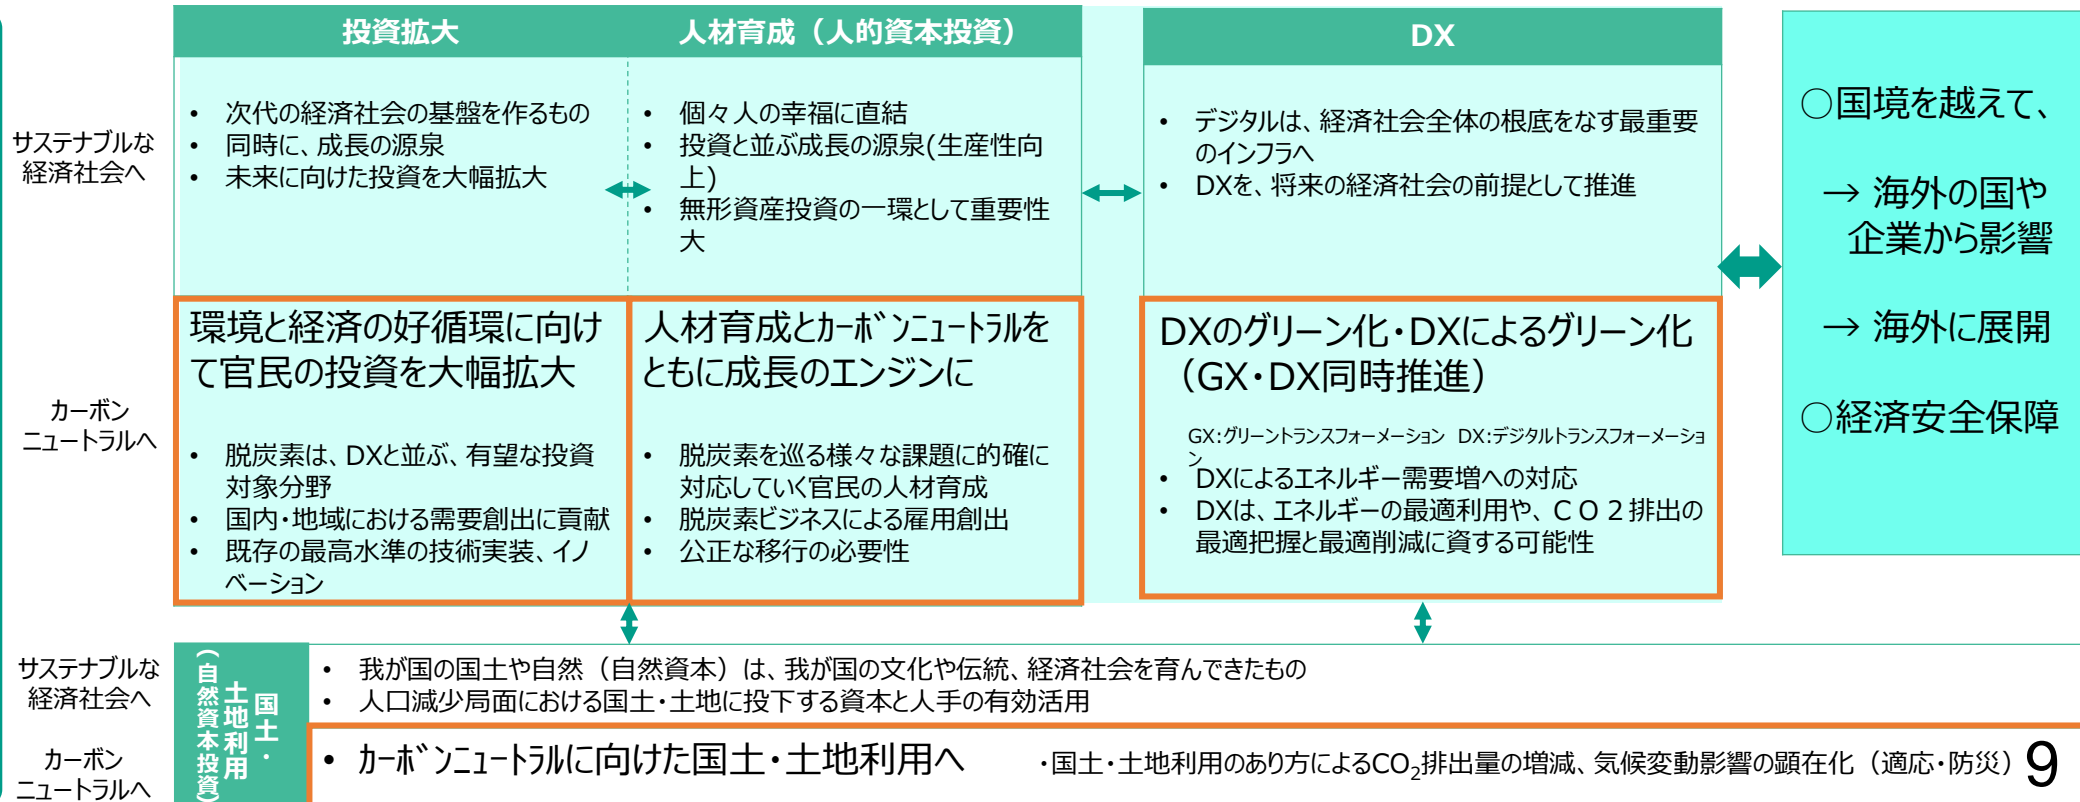 投資拡大
人材育成（人的資本投資）
DX
サステナブルな
経済社会へ
• 次代の経済社会の基盤を作るもの
• 同時に、成長の源泉
• 未来に向けた投資を大幅拡大
• 個々人の幸福に直結
• 投資と並ぶ成長の源泉(生産性向
上)
• 無形資産投資の一環として重要性
大
• デジタルは、経済社会全体の根底をなす最重要
のインフラへ
• DXを、将来の経済社会の前提として推進
カーボン
ニュートラルへ
環境と経済の好循環に向け
て官民の投資を大幅拡大
• 脱炭素は、DXと並ぶ、有望な投資
対象分野
• 国内・地域における需要創出に貢献
• 既存の最高水準の技術実装、イノ
ベーション
人材育成とｶｰﾎﾞﾝﾆｭｰﾄﾗﾙを
ともに成長のエンジンに
• 脱炭素を巡る様々な課題に的確に
対応していく官民の人材育成
• 脱炭素ビジネスによる雇用創出
• 公正な移行の必要性
DXのグリーン化・DXによるグリーン化
（GX・DX同時推進）
GX:グリーントランスフォーメーション DX:デジタルトランスフォーメーショ
ン
• DXによるエネルギー需要増への対応
• DXは、エネルギーの最適利用や、ＣＯ２排出の
最適把握と最適削減に資する可能性
○国境を越えて、
→ 海外の国や
企業から影響
→ 海外に展開
○経済安全保障
サステナブルな
経済社会へ
カーボン
ニュートラルへ
国土・
土地利用
（自然資本投資）
• 我が国の国土や自然（自然資本）は、我が国の文化や伝統、経済社会を育んできたもの
• 人口減少局面における国土・土地に投下する資本と人手の有効活用
• ｶｰﾎﾞﾝﾆｭｰﾄﾗﾙに向けた国土・土地利用へ
・国土・土地利用のあり方によるCO₂排出量の増減、気候変動影響の顕在化（適応・防災）
9